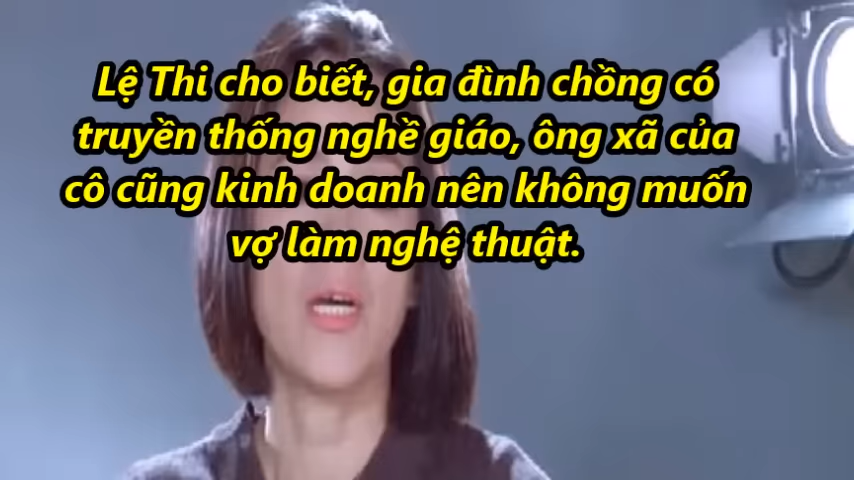 Lệ Thi cho biết, gia đình chồng có
truyền thống nghề giáo, ông xã của
cô cũng kinh doanh nên không muốn
vợ làm nghệ thuật.